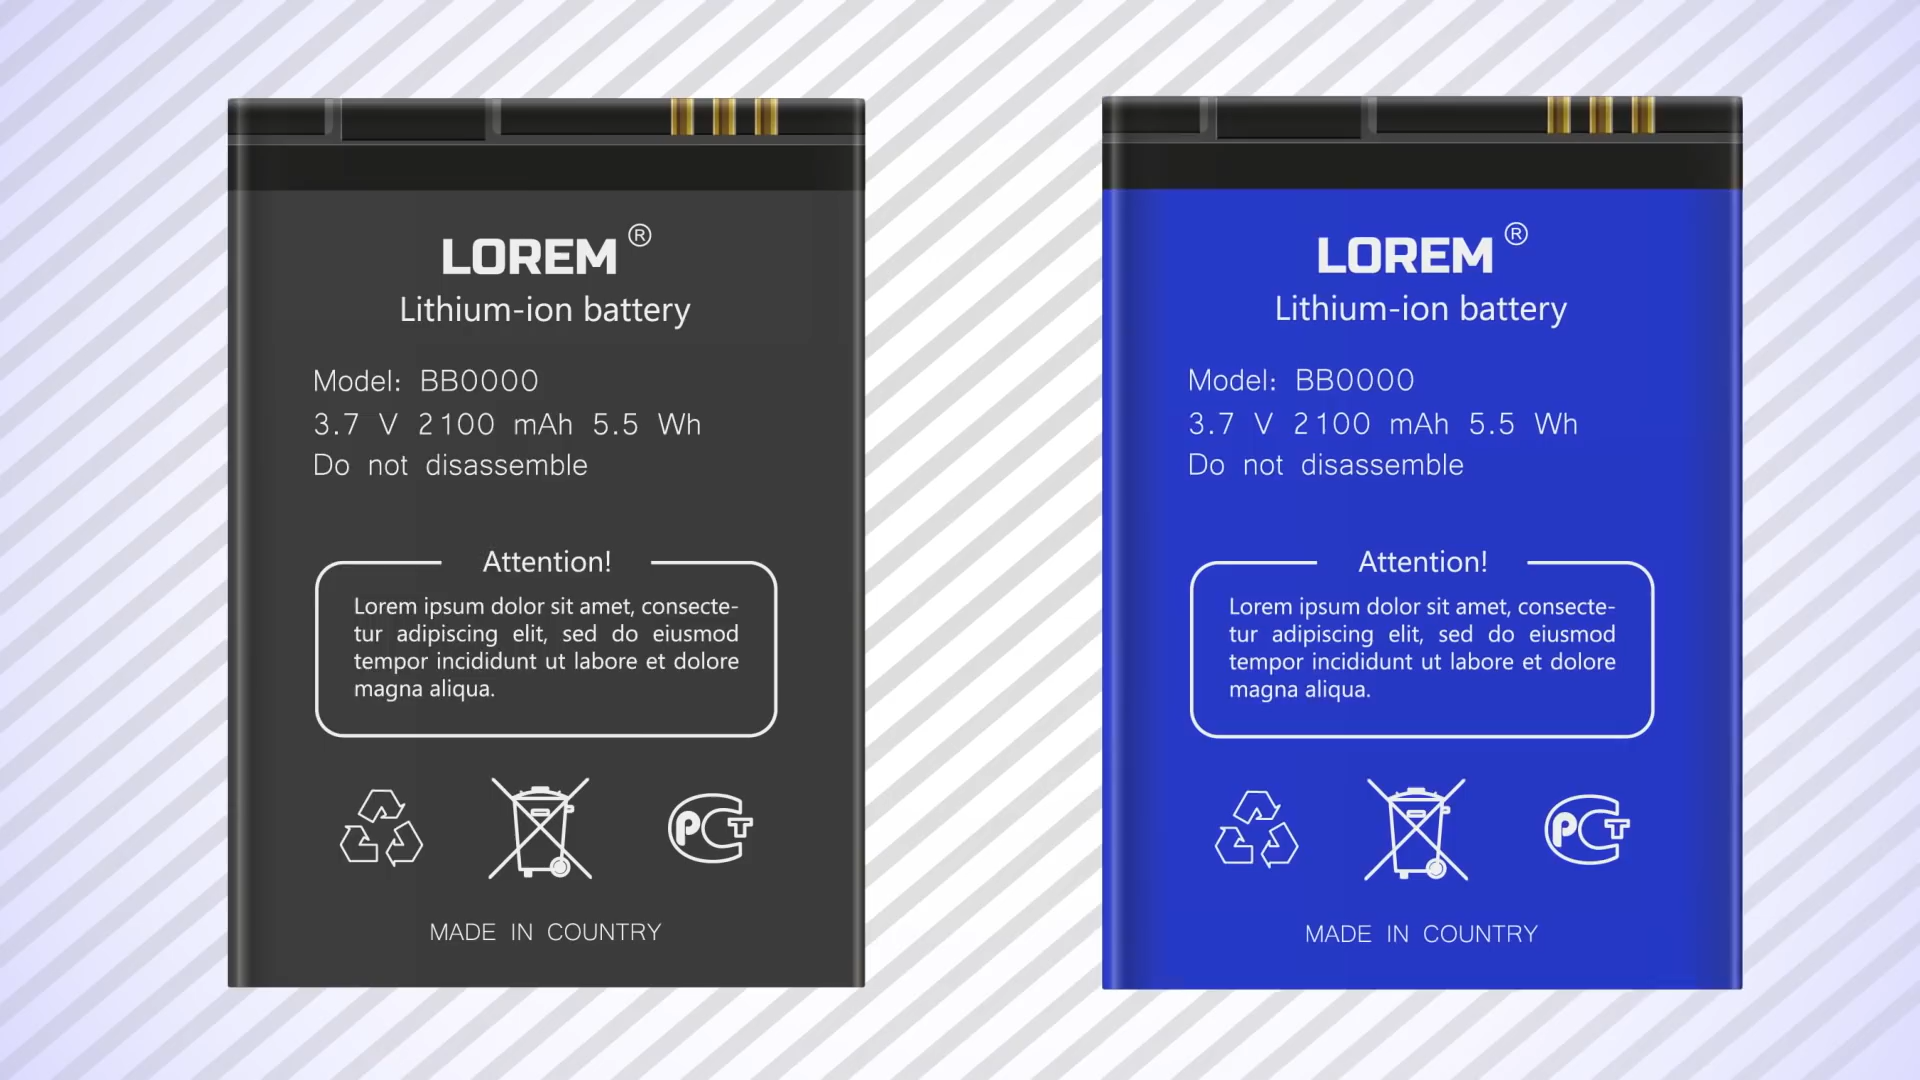 LOREM ®
Lithium-ion battery
Model: BB0000
3.7 V 2100 mAh 5.5 Wh
Do not disassemble
Attention!
Lorem ipsum dolor sit amet, consecte-
tur adipiscing elit, sed do eiusmod
tempor incididunt ut labore et dolore
magna aliqua.
PCT
MADE IN COUNTRY
LOREM ®
Lithium-ion battery
Model: BB0000
3.7 V 2100 mAh 5.5 Wh
Do not disassemble
Attention!
Lorem ipsum dolor sit amet, consecte-
tur adipiscing elit, sed do eiusmod
tempor incididunt ut labore et dolore
magna aliqua.
PCT
MADE IN COUNTRY